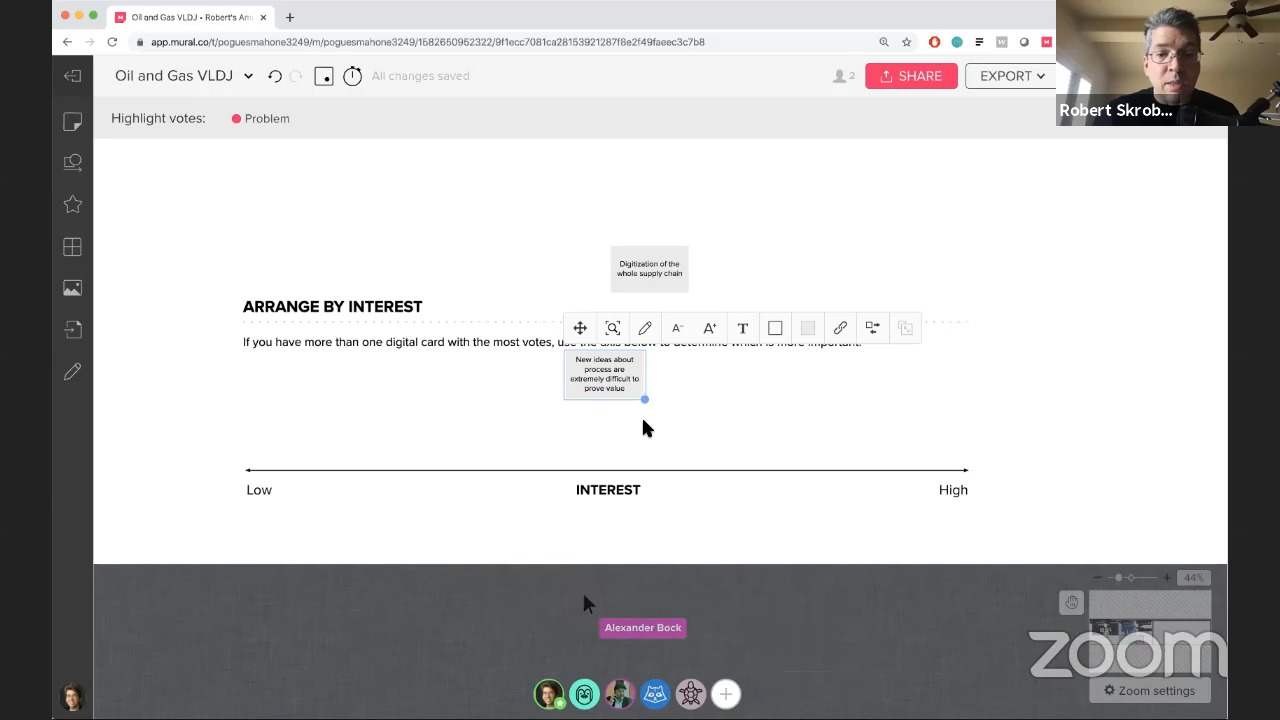 Oil and Gas VLDJ • Robert's Am
app.mural.co/t/poguesmahone3249/m/poguesmahone3249/1582650952322/9f1ecc7081ca28153921287f8e2f49faeec3c7b8
Oil and Gas VLDJ
All changes saved
2
SHARE
EXPORT
Robert Skrob...
Highlight votes:
Problem
Digitization of the
whole supply chain
ARRANGE BY INTEREST
A-
A+
T
If you have more than one digital card with the most votes, use the axis below to determine which is more important.
New ideas about
process are
extremely difficult to
prove value
Low
INTEREST
High
44%
Alexander Bock
zoom
Zoom settings